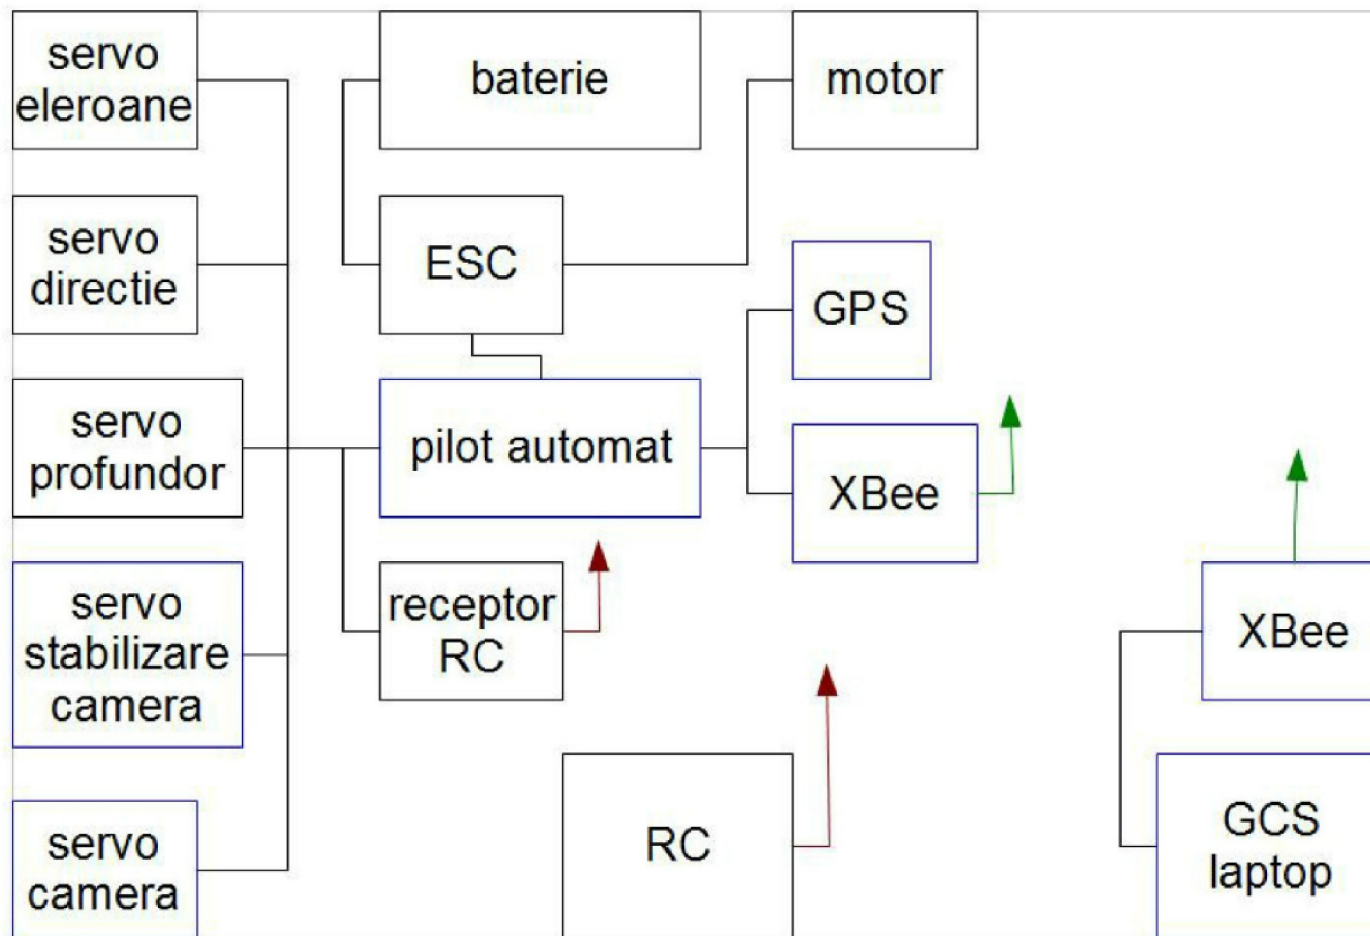 servo
eleroane
baterie
motor
servo
directie
ESC
GPS
servo
profundor
pilot automat
XBee
servo
stabilizare
camera
receptor
RC
XBee
servo
camera
RC
GCS
laptop